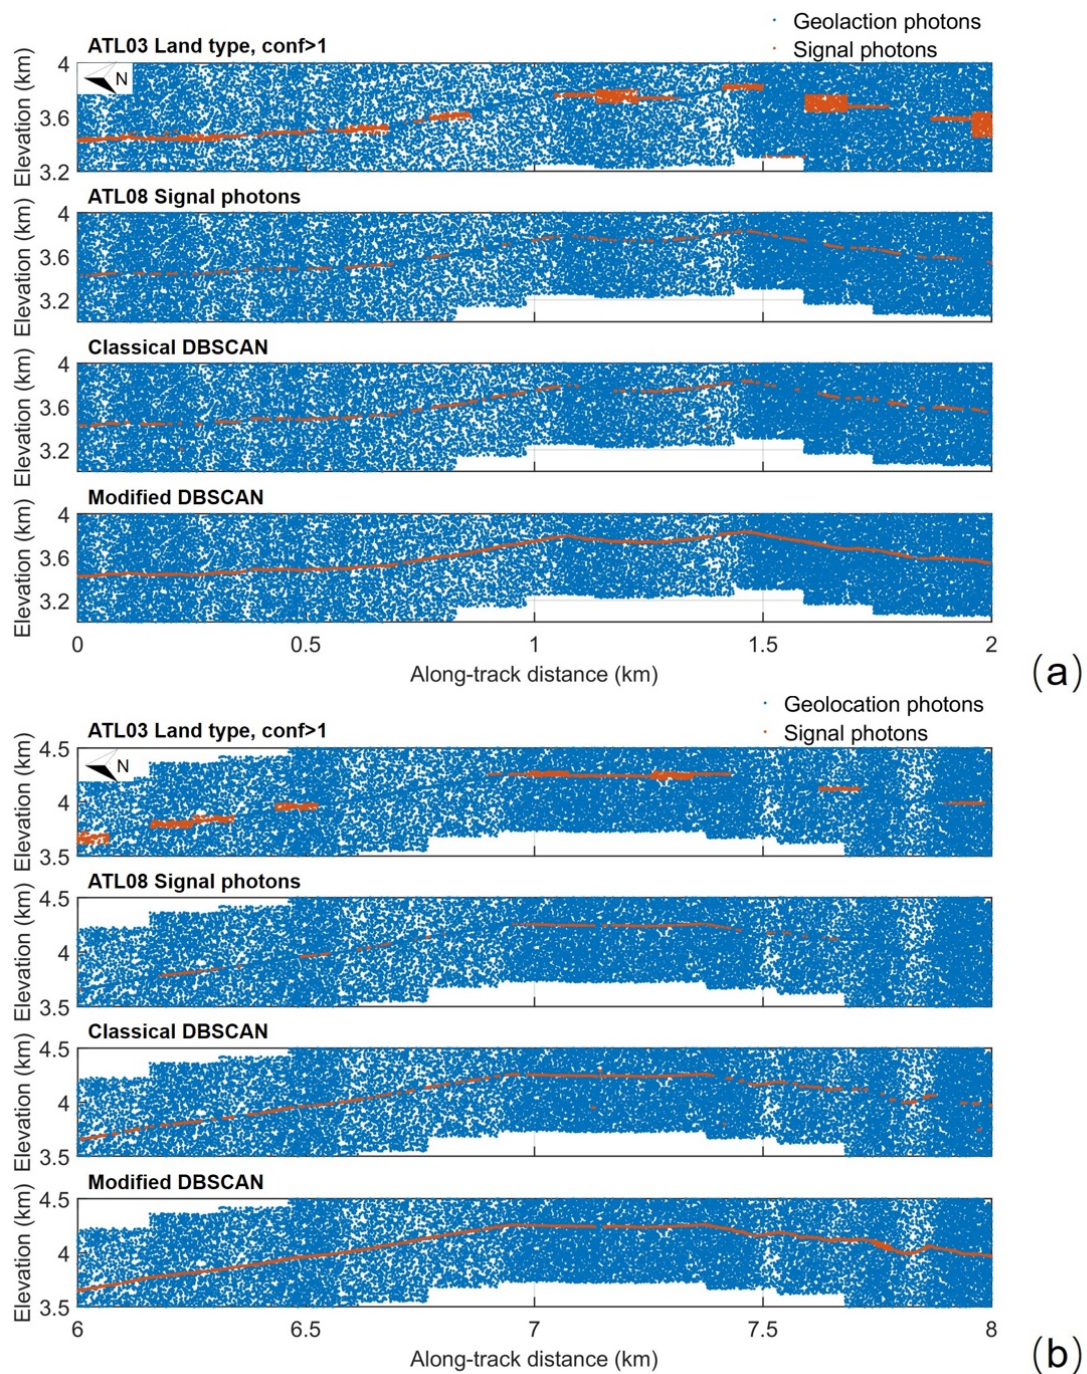 Geolaction photons
Signal photons
ATL03 Land type, conf>1
N
Elevation (km)
4
3.6
3.2
ATL08 Signal photons
Elevation (km)
4
3.6
3.2
Classical DBSCAN
Elevation (km)
4
3.6
3.2
Modified DBSCAN
Elevation (km)
4
3.6
3.2
0 0.5 1 1.5 2
Along-track distance (km)
(a)
Geolocation photons
Signal photons
ATL03 Land type, conf>1
N
Elevation (km)
4.5
4
3.5
ATL08 Signal photons
Elevation (km)
4.5
4
3.5
Classical DBSCAN
Elevation (km)
4.5
4
3.5
Modified DBSCAN
Elevation (km)
4.5
4
3.5
6 6.5 7 7.5 8
Along-track distance (km)
(b)